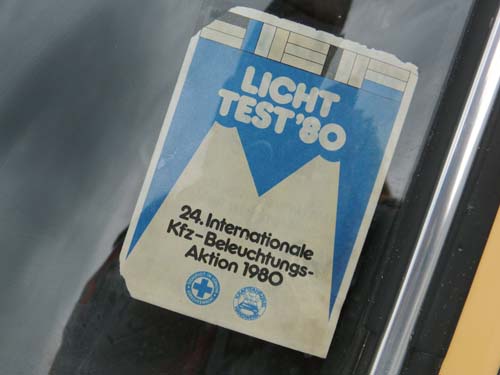 LICHT
TEST'80
24. Internationale
Kfz-Beleuchtungs-
Aktion 1980